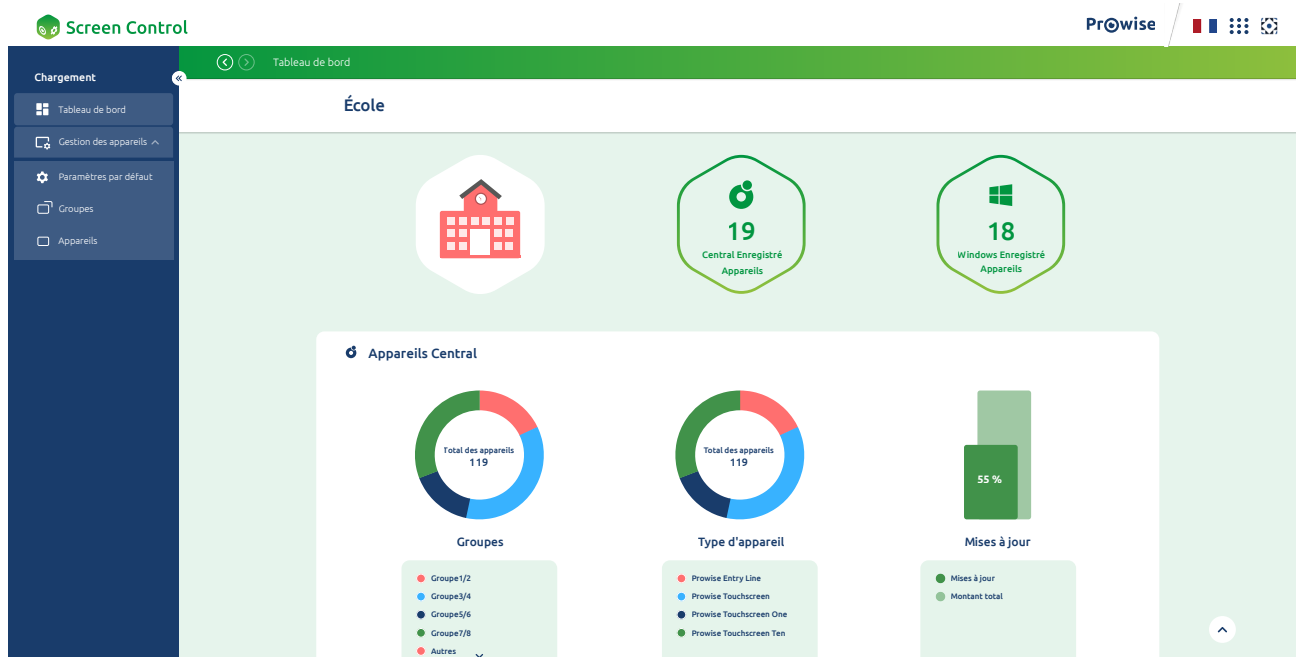 Screen Control
Prowise
Chargement
Tableau de bord
Tableau de bord
Gestion des appareils
Paramètres par défaut
Groupes
Appareils
École
19
Central Enregistré
Appareils
18
Windows Enregistré
Appareils
Appareils Central
Total des appareils
119
Total des appareils
119
55 %
Groupes
Type d'appareil
Mises à jour
Groupe1/2
Groupe3/4
Groupe5/6
Groupe7/8
Autres
Prowise Entry Line
Prowise Touchscreen
Prowise Touchscreen One
Prowise Touchscreen Ten
Mises à jour
Montant total